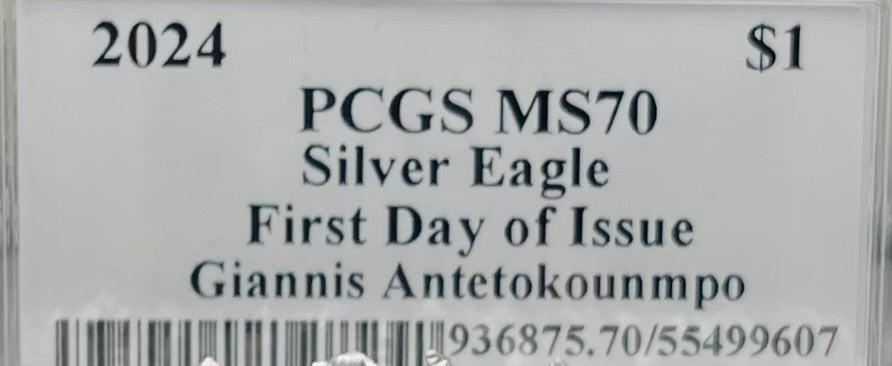 2024 $1
PCGS MS70
Silver Eagle
First Day of Issue
Giannis Antetokounmpo
936875.70/55499607